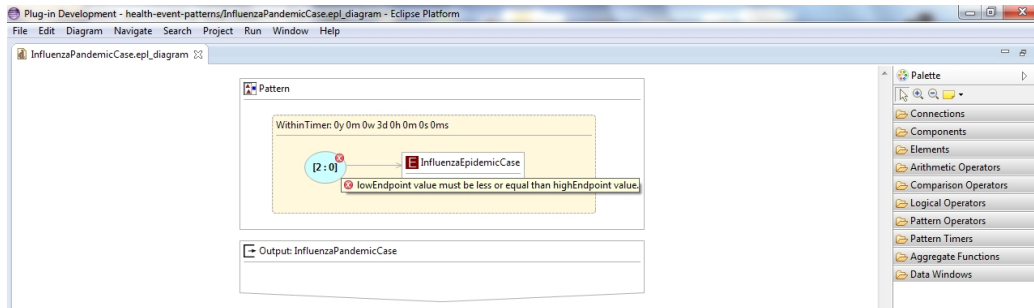 Plug-in Development - health-event-patterns/InfluenzaPandemicCase.epl_diagram - Eclipse Platform
File Edit Diagram Navigate Search Project Run Window Help
InfluenzaPandemicCase.epl_diagram
Palette
Pattern
Connections
WithinTimer: 0y 0m 0w 3d 0h 0m 0s 0ms
Components
Elements
[2 : 0]
E InfluenzaEpidemicCase
Arithmetic Operators
lowEndpoint value must be less or equal than highEndpoint value.
Comparison Operators
Logical Operators
Pattern Operators
Pattern Timers
Output: InfluenzaPandemicCase
Aggregate Functions
Data Windows